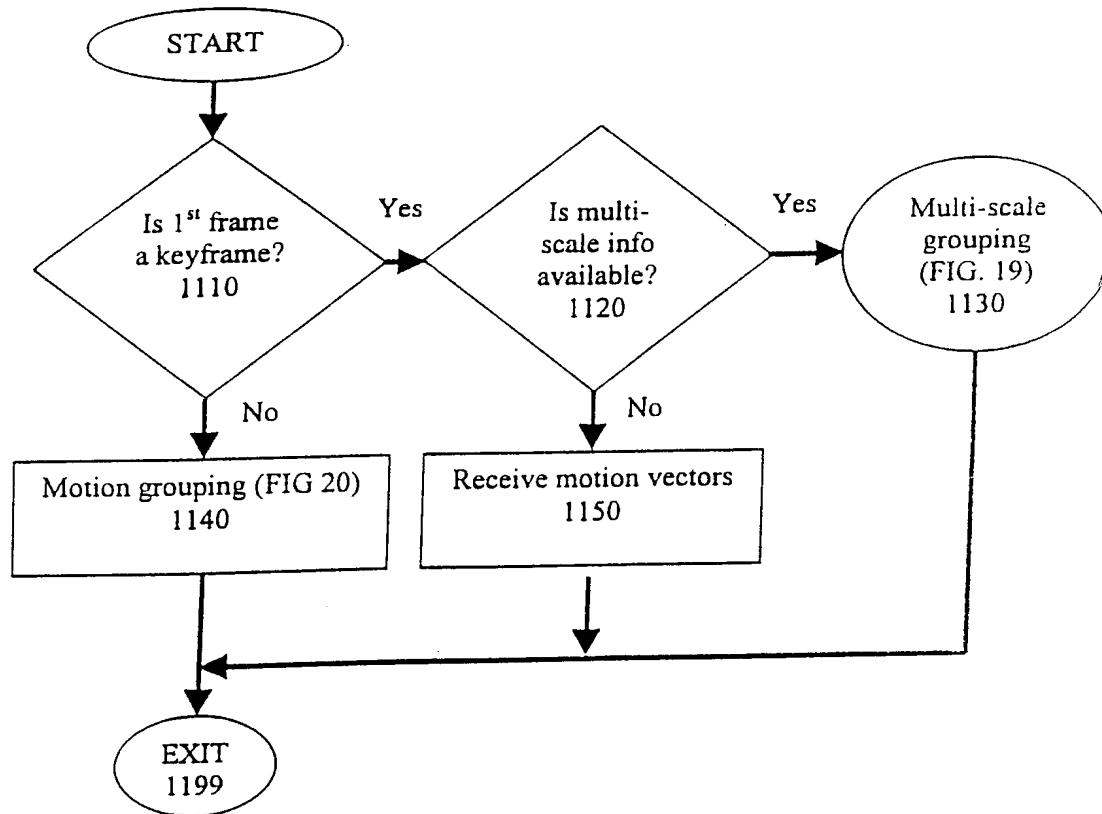 START
Is 1st frame
a keyframe?
1110
Yes
Is multi-
scale info
available?
1120
Yes
Multi-scale
grouping
(FIG. 19)
1130
No
No
Motion grouping (FIG 20)
1140
Receive motion vectors
1150
EXIT
1199